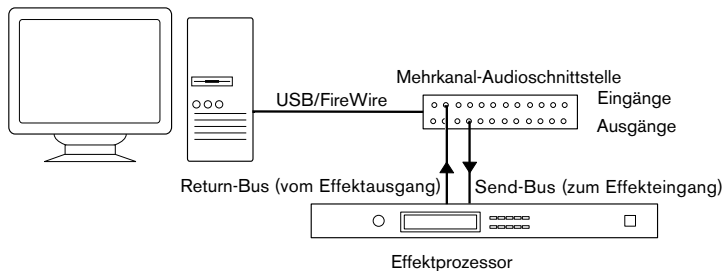 Mehrkanal-Audioschnittstelle
USB/FireWire
Eingänge
Ausgänge
Return-Bus (vom Effektausgang)
Send-Bus (zum Effekteingang)
Effektprozessor